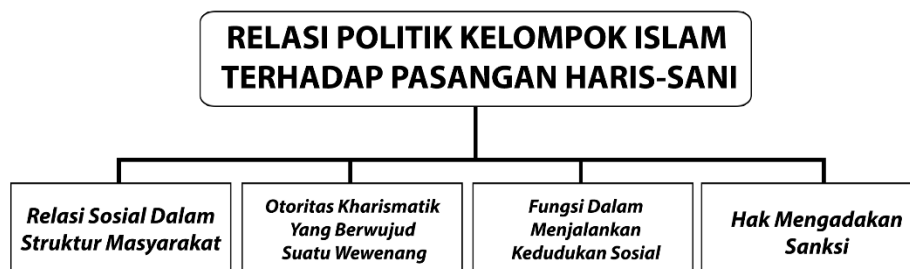 RELASI POLITIK KELOMPOK ISLAM
TERHADAP PASANGAN HARIS-SANI
Relasi Sosial Dalam
Struktur Masyarakat
Otoritas Kharismatik
Yang Berwujud
Suatu Wewenang
Fungsi Dalam
Menjalankan
Kedudukan Sosial
Hak Mengadakan
Sanksi